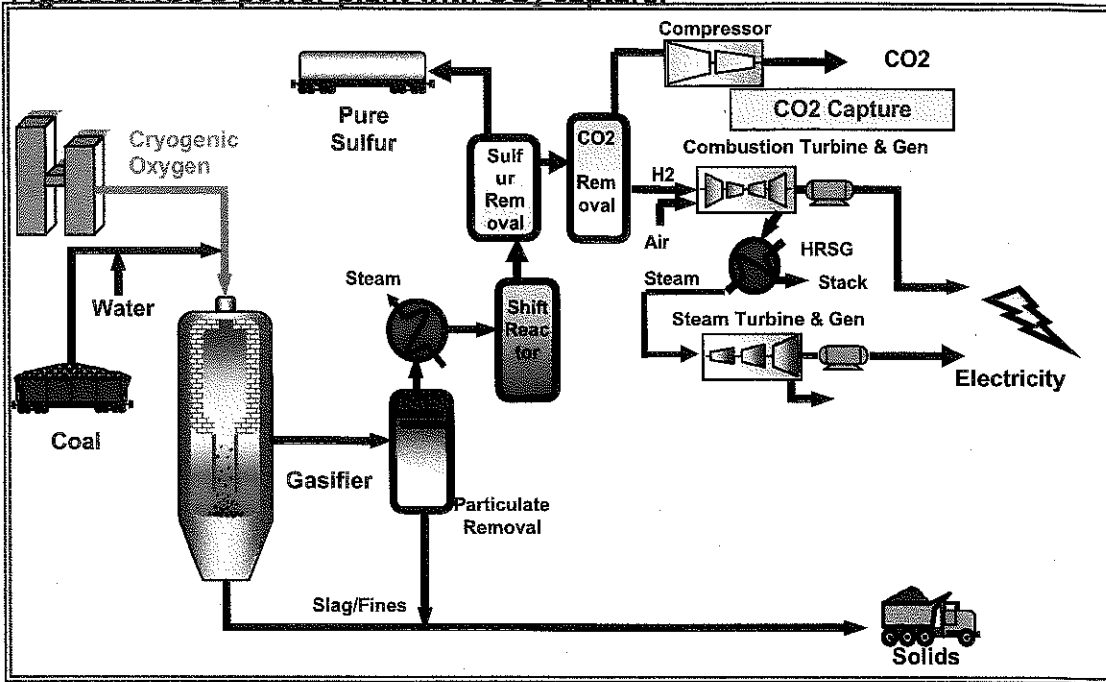 Compressor
CO2
CO2 Capture
Pure
Sulfur
Cryogenic
Oxygen
Sulf
ur
Rem
oval
CO2
Rem
oval
Combustion Turbine & Gen
H2
Air
HRSG
Stack
Steam
Steam
Water
Shift
Reac
tor
Steam Turbine & Gen
Electricity
Coal
Gasifier
Particulate
Removal
Slag/Fines
Solids